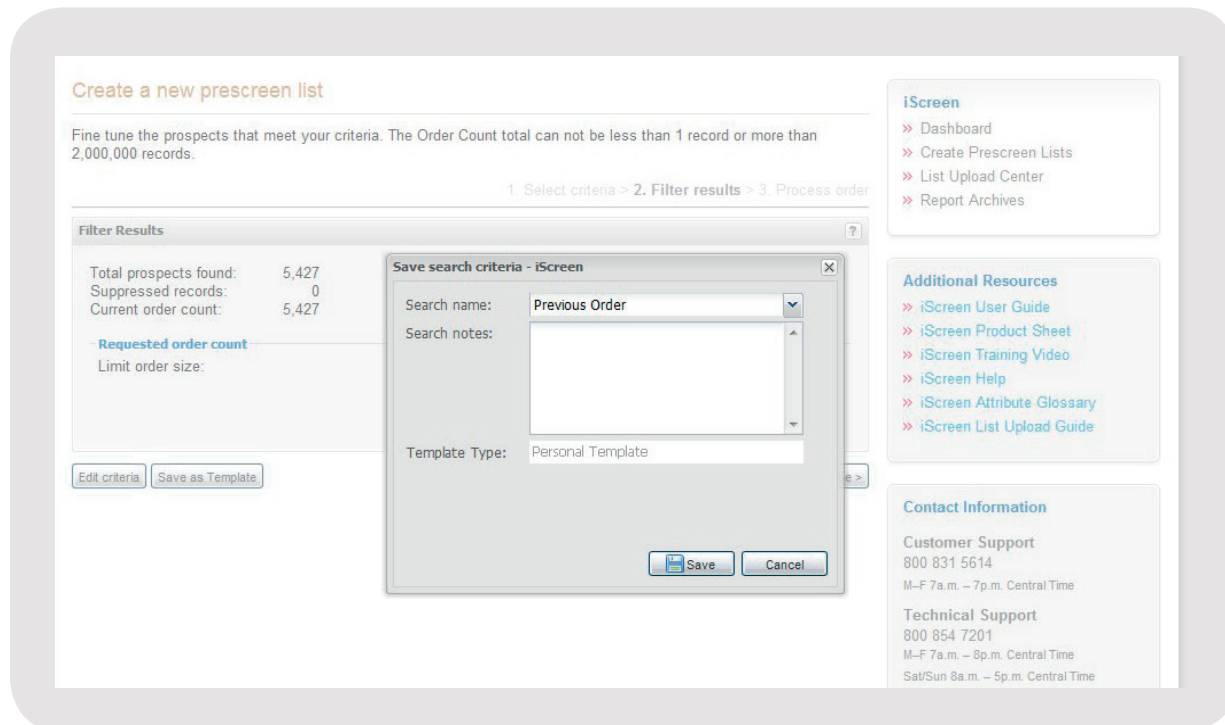 Create a new prescreen list
Fine tune the prospects that meet your criteria. The Order Count total can not be less than 1 record or more than
2,000,000 records.
1. Select criteria > 2. Filter results > 3. Process order
Filter Results
?
Total prospects found: 5,427
Suppressed records: 0
Current order count: 5,427
Requested order count
Limit order size:
Edit criteria
Save as Template
Save search criteria - iScreen
Search name: Previous Order
Search notes:
Template Type: Personal Template
Save
Cancel
iScreen
» Dashboard
» Create Prescreen Lists
» List Upload Center
» Report Archives
Additional Resources
» iScreen User Guide
» iScreen Product Sheet
» iScreen Training Video
» iScreen Help
» iScreen Attribute Glossary
» iScreen List Upload Guide
Contact Information
Customer Support
800 831 5614
M–F 7a.m. – 7p.m. Central Time
Technical Support
800 854 7201
M–F 7a.m. – 8p.m. Central Time
Sat/Sun 8a.m. – 5p.m. Central Time